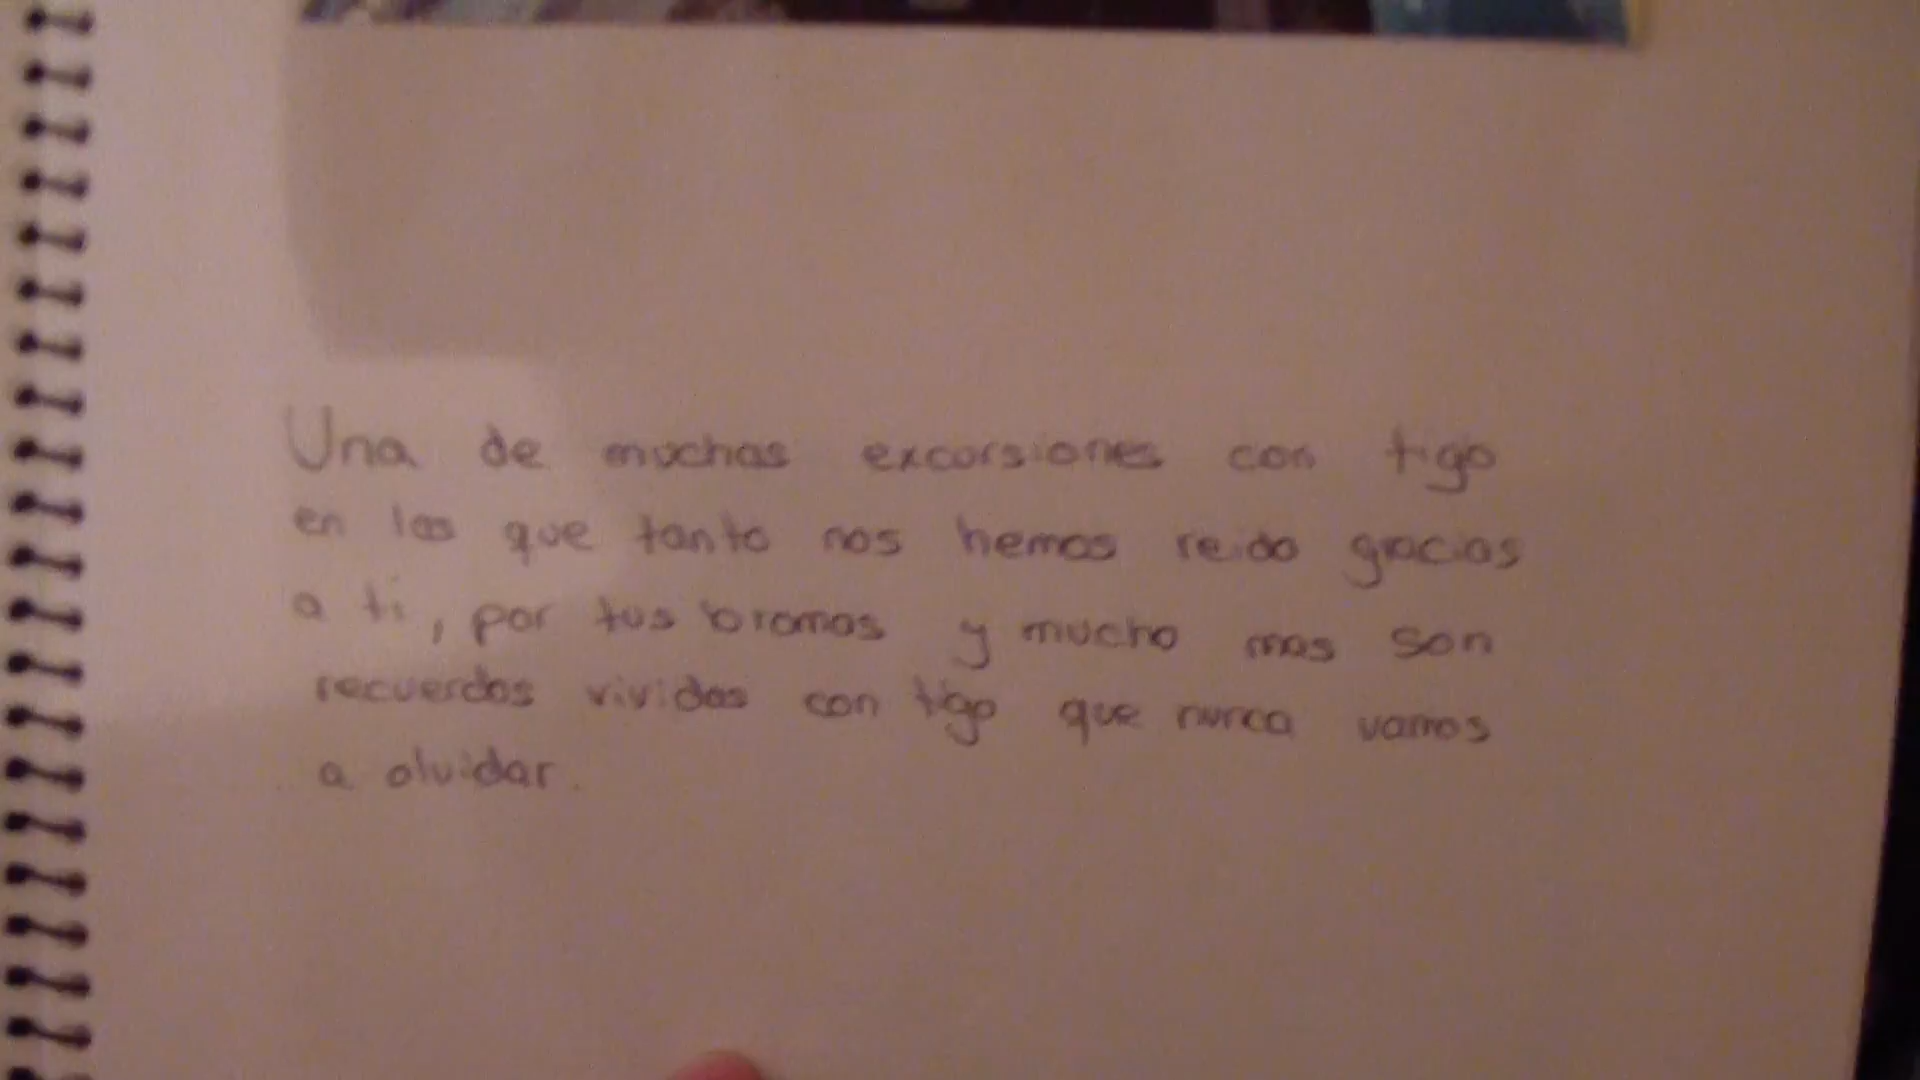 Una de muchas excursiones con tigo
en las que tanto nos hemos reido gracias
a ti, por tus bromas y mucho mas son
recuerdos vividos con tigo que nunca vamos
a olvidar.